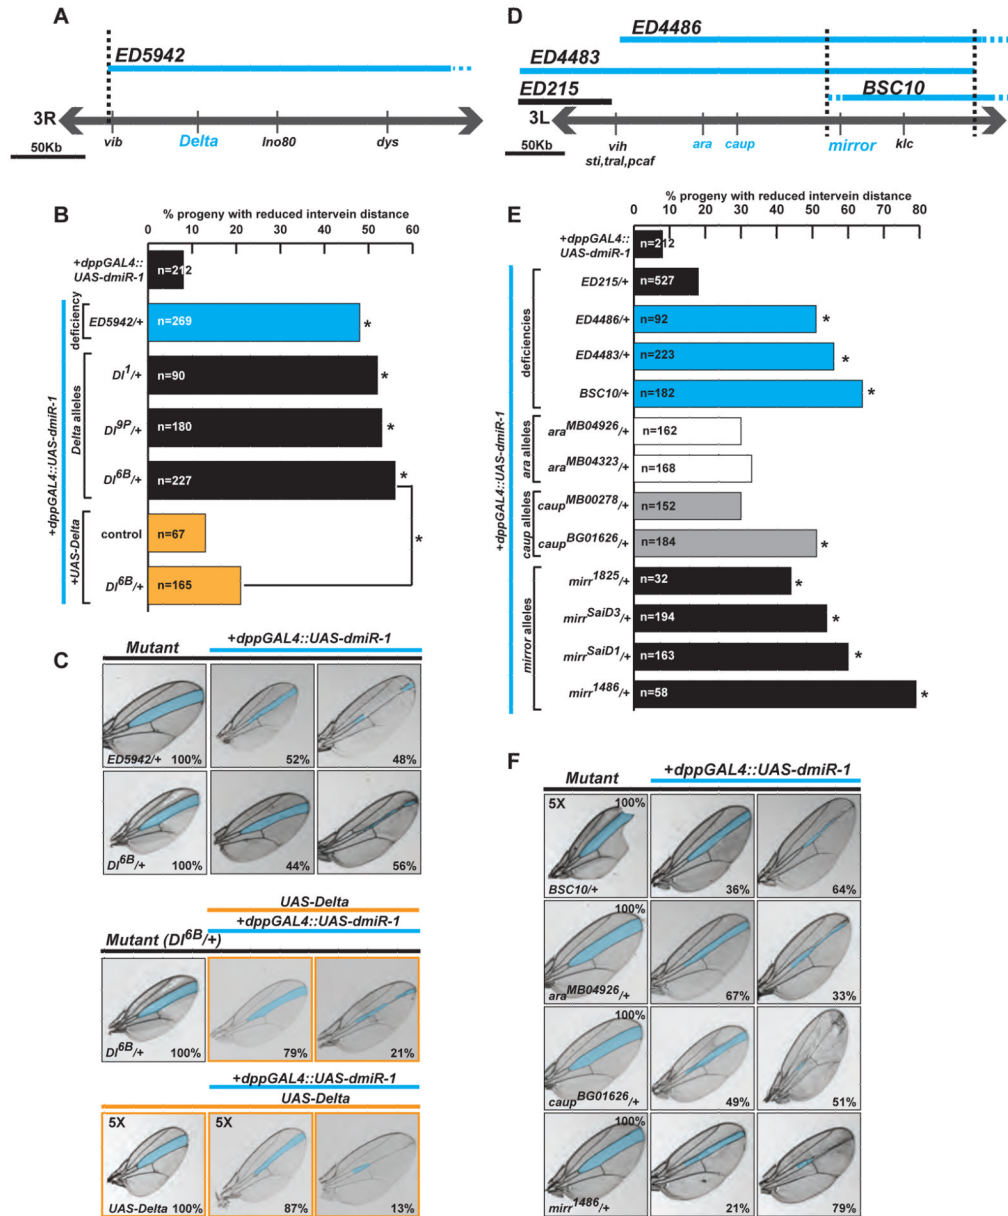 A
ED5942
3R
vib
Delta
Ino80
dys
50Kb
B
% progeny with reduced intervein distance
0 10 20 30 40 50 60
+dppGAL4::
UAS-dmiR-1
n=212
+dppGAL4::UAS-dmiR-1
deficiency
ED5942/+
n=269
*
Delta alleles
Dl1/+
n=90
*
Dl9P/+
n=180
*
Dl6B/+
n=227
*
*
+UAS-Delta
control
n=67
Dl6B/+
n=165
C
Mutant
+dppGAL4::UAS-dmiR-1
ED5942/+ 100%
52%
48%
Dl6B/+ 100%
44%
56%
UAS-Delta
+dppGAL4::UAS-dmiR-1
Mutant (Dl6B/+)
Dl6B/+ 100%
79%
21%
+dppGAL4::UAS-dmiR-1
UAS-Delta
5X
5X
UAS-Delta 100%
87%
13%
D
ED4486
ED4483
ED215
BSC10
3L
vih
sti,tral,pcaf
ara
caup
mirror
klc
50Kb
E
% progeny with reduced intervein distance
0 10 20 30 40 50 60 70 80
+dppGAL4::
UAS-dmiR-1
n=212
+dppGAL4::UAS-dmiR-1
deficiencies
ED215/+
n=527
ED4486/+
n=92
*
ED4483/+
n=223
*
BSC10/+
n=182
*
ara alleles
araMB04926/+
n=162
araMB04323/+
n=168
caup alleles
caupMB00278/+
n=152
caupBG01626/+
n=184
*
mirror alleles
mirr1825/+
n=32
*
mirrSaiD3/+
n=194
*
mirrSaiD1/+
n=163
*
mirr1486/+
n=58
*
F
Mutant
+dppGAL4::UAS-dmiR-1
5X
100%
BSC10/+
36%
64%
100%
araMB04926/+
67%
33%
100%
caupBG01626/+
49%
51%
100%
mirr1486/+
21%
79%